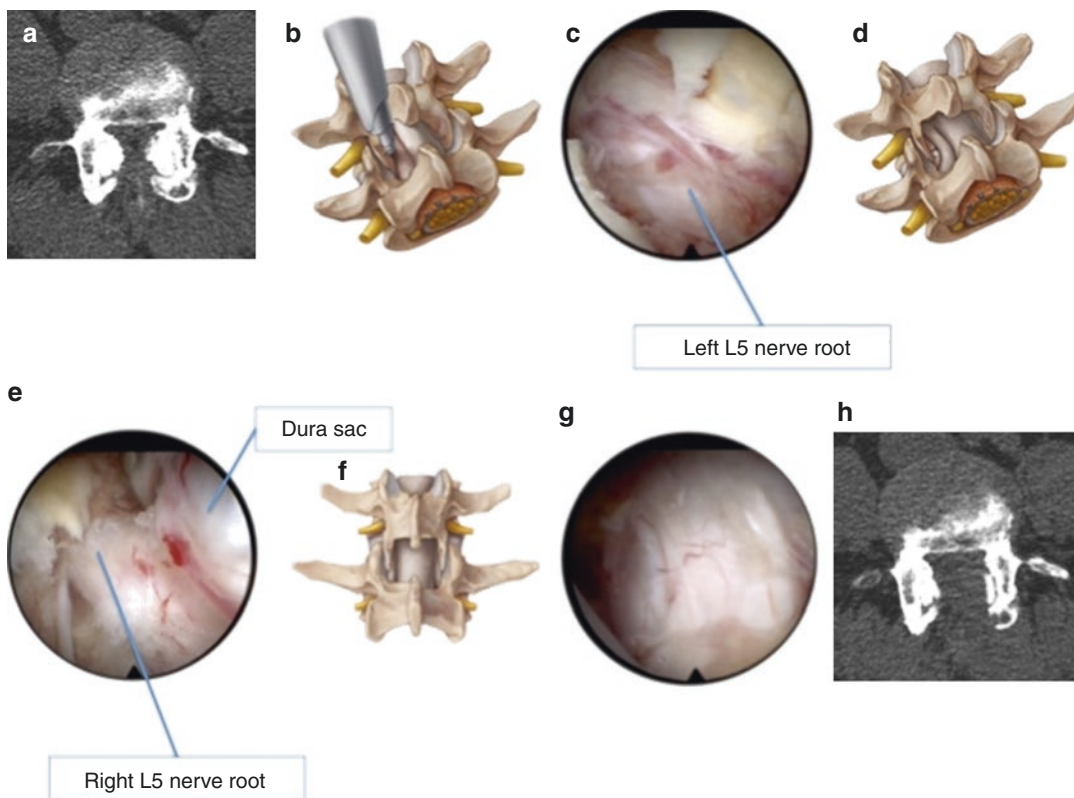 a
b
c
d
Left L5 nerve root
e
Dura sac
f
g
h
Right L5 nerve root